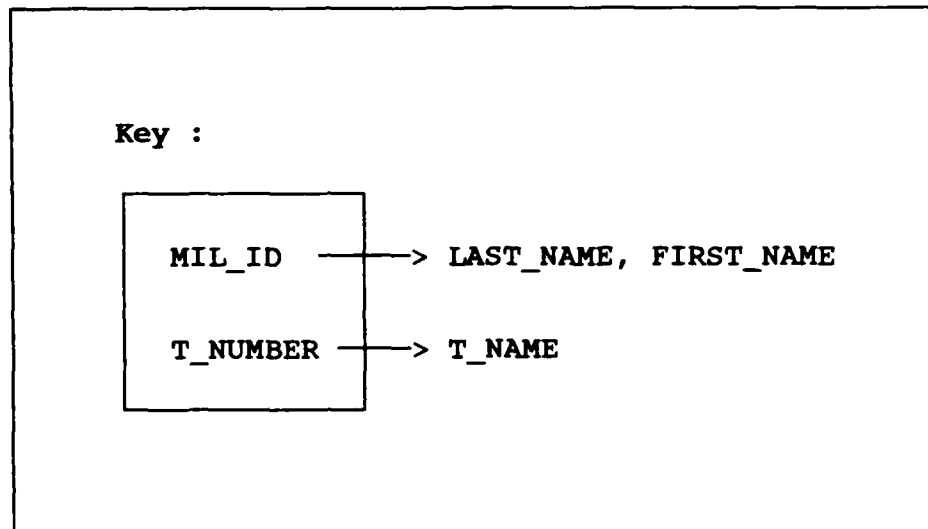 Key :
MIL_ID ──> LAST_NAME, FIRST_NAME
T_NUMBER ──> T_NAME